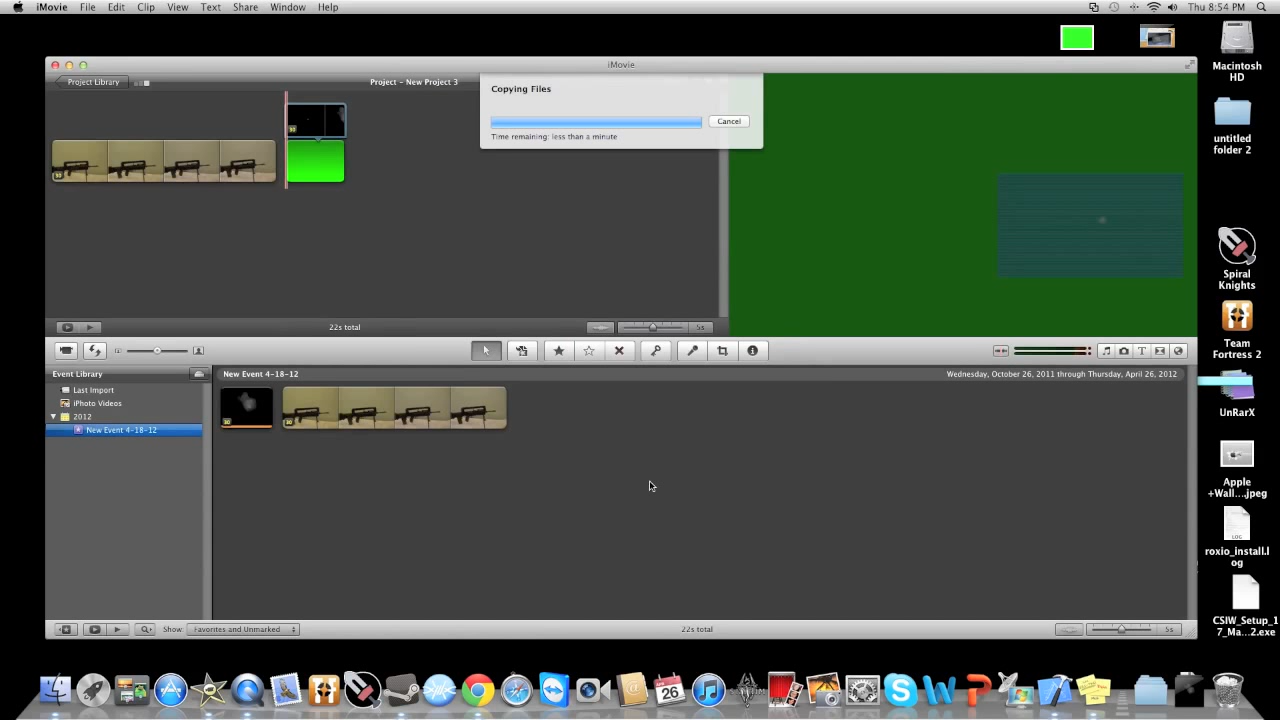 iMovie File Edit Clip View Text Share Window Help
Thu 8:54 PM
iMovie
Project Library
Project - New Project 3
Copying Files
Cancel
Time remaining: less than a minute
22s total
5s
Event Library
Last Import
iPhoto Videos
2012
New Event 4-18-12
New Event 4-18-12
Wednesday, October 26, 2011 through Thursday, April 26, 2012
Show: Favorites and Unmarked
22s total
5s
Macintosh
HD
untitled
folder 2
Spiral
Knights
Team
Fortress 2
UnRarX
Apple
+Wall...jpeg
LOG
roxio_install.l
og
CSIW_Setup_1
7_Ma...2.exe
26